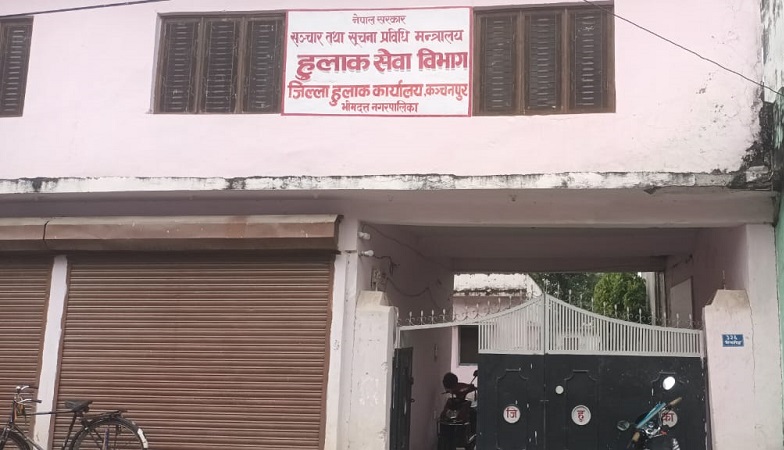 नेपाल सरकार
सञ्चार तथा सूचना प्रविधि मन्त्रालय
हुलाक सेवा विभाग
जिल्ला हुलाक कार्यालय, कञ्चनपुर
भीमदत्त नगरपालिका
जि
हु
का